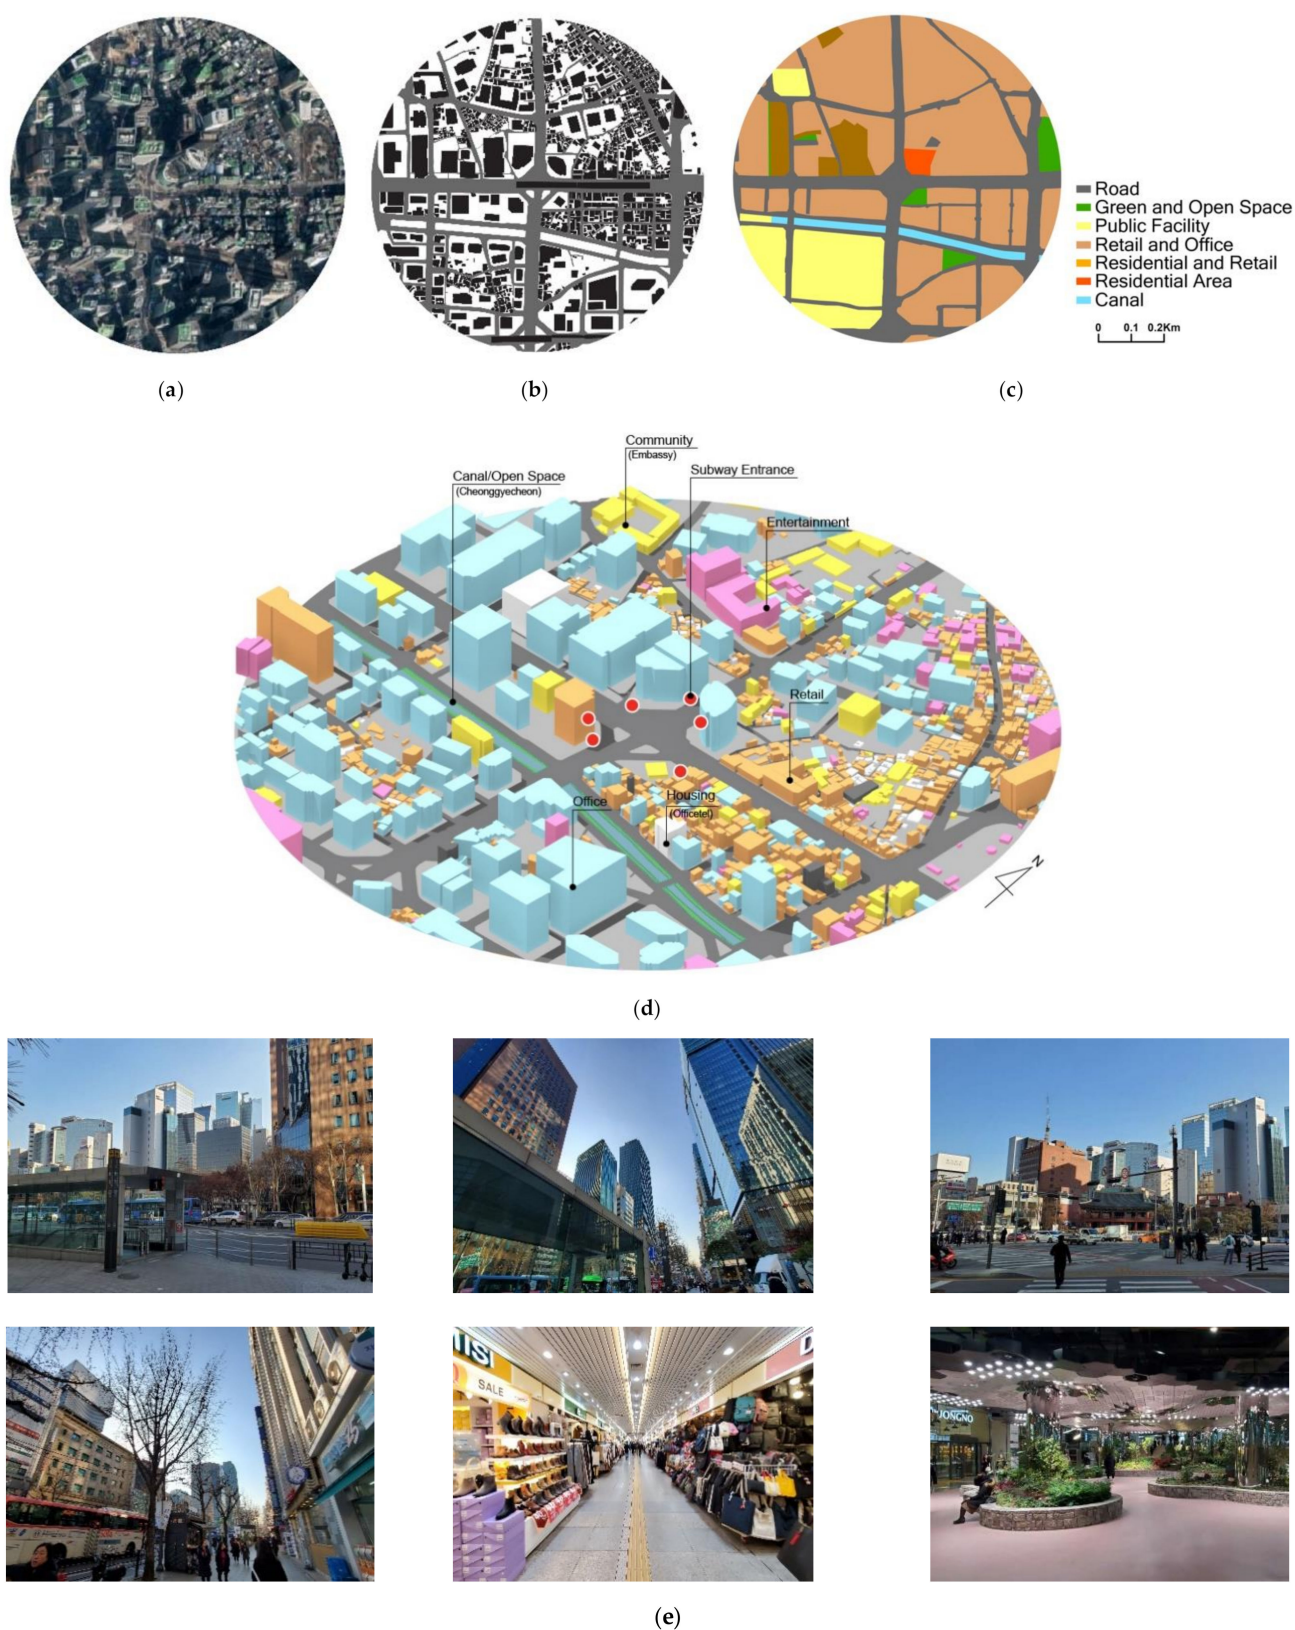 Road
Green and Open Space
Public Facility
Retail and Office
Residential and Retail
Residential Area
Canal
0 0.1 0.2Km
(a)
(b)
(c)
Community
(Embassy)
Canal/Open Space
(Cheonggyecheon)
Subway Entrance
Entertainment
Retail
Office
Housing
(Officetel)
N
(d)
SALE
JONGNO
(e)